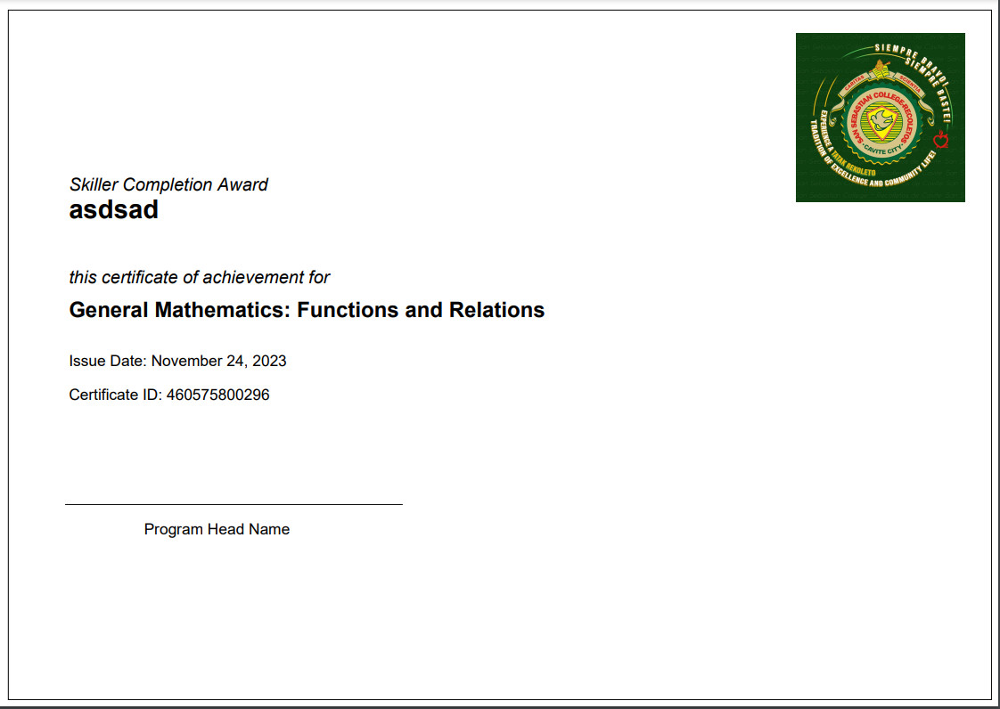 SIEMPRE BRAVO!
SIEMPRE BASTE!
CARITAS
SCIENTIA
SAN SEBASTIAN COLLEGE-RECOLETOS
CAVITE CITY
EXPERIENCE A TATAK REKOLETO
TRADITION OF EXCELLENCE AND COMMUNITY LIFE!
Skiller Completion Award
asdsad
this certificate of achievement for
General Mathematics: Functions and Relations
Issue Date: November 24, 2023
Certificate ID: 460575800296
Program Head Name